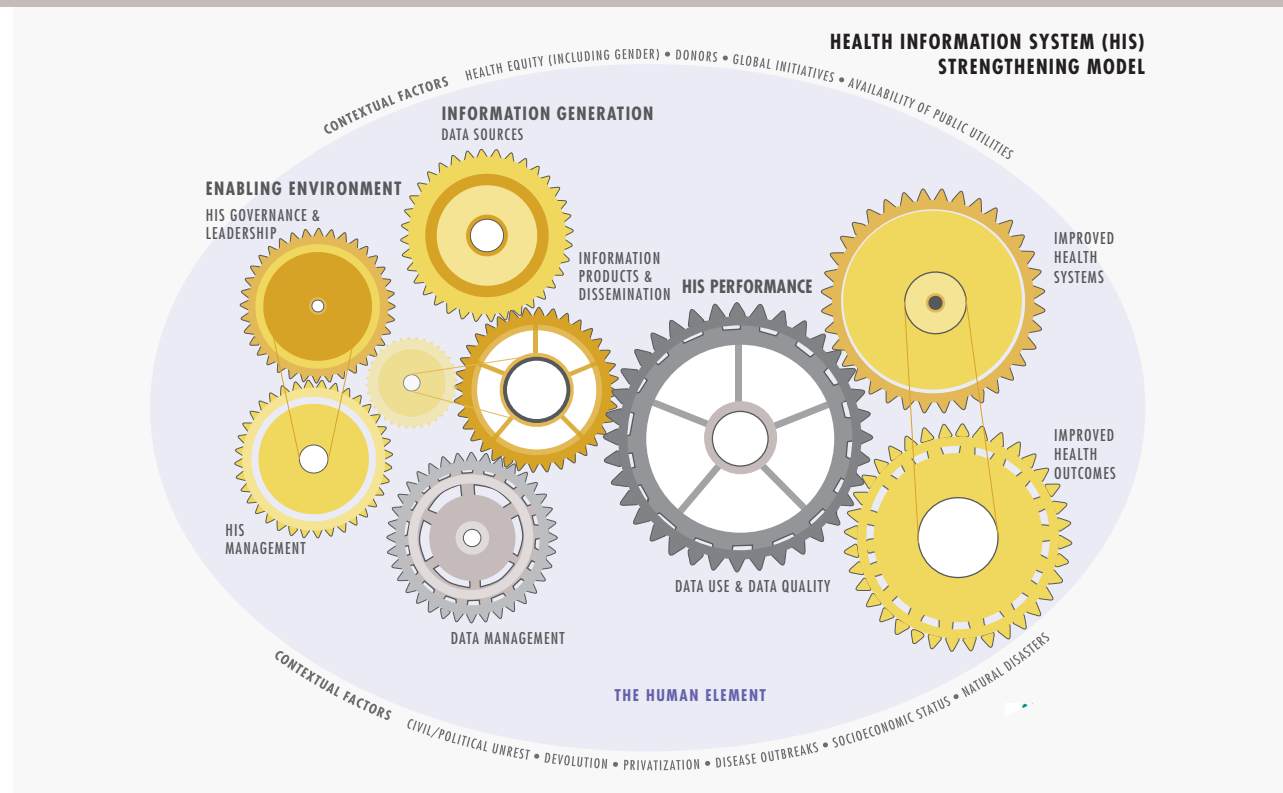 HEALTH INFORMATION SYSTEM (HIS)
STRENGTHENING MODEL
CONTEXTUAL FACTORS HEALTH EQUITY (INCLUDING GENDER) • DONORS • GLOBAL INITIATIVES • AVAILABILITY OF PUBLIC UTILITIES
INFORMATION GENERATION
DATA SOURCES
ENABLING ENVIRONMENT
HIS GOVERNANCE &
LEADERSHIP
INFORMATION
PRODUCTS &
DISSEMINATION
HIS PERFORMANCE
IMPROVED
HEALTH
SYSTEMS
IMPROVED
HEALTH
OUTCOMES
HIS
MANAGEMENT
DATA USE & DATA QUALITY
DATA MANAGEMENT
THE HUMAN ELEMENT
CONTEXTUAL FACTORS CIVIL/POLITICAL UNREST • DEVOLUTION • PRIVATIZATION • DISEASE OUTBREAKS • SOCIOECONOMIC STATUS • NATURAL DISASTERS